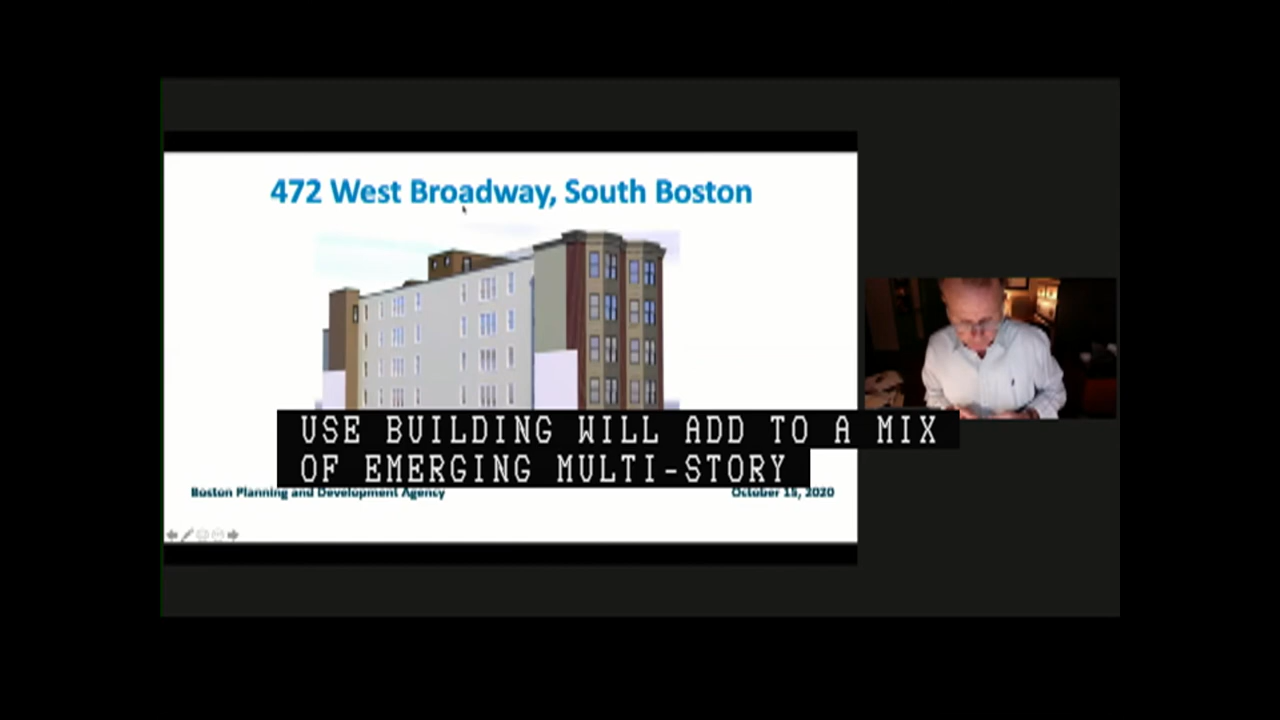 472 West Broadway, South Boston
USE BUILDING WILL ADD TO A MIX
OF EMERGING MULTI-STORY
Boston Planning and Development Agency
October 15, 2020